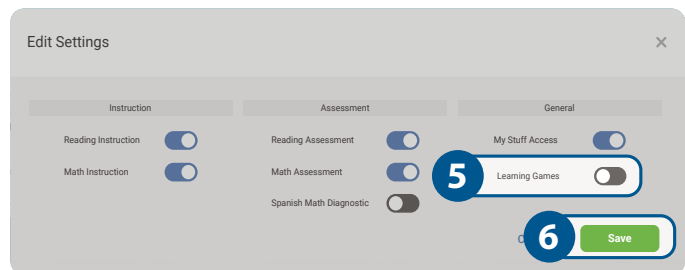 Edit Settings
Instruction
Assessment
General
Reading Instruction
Reading Assessment
My Stuff Access
Math Instruction
Math Assessment
5
Learning Games
Spanish Math Diagnostic
6
Save